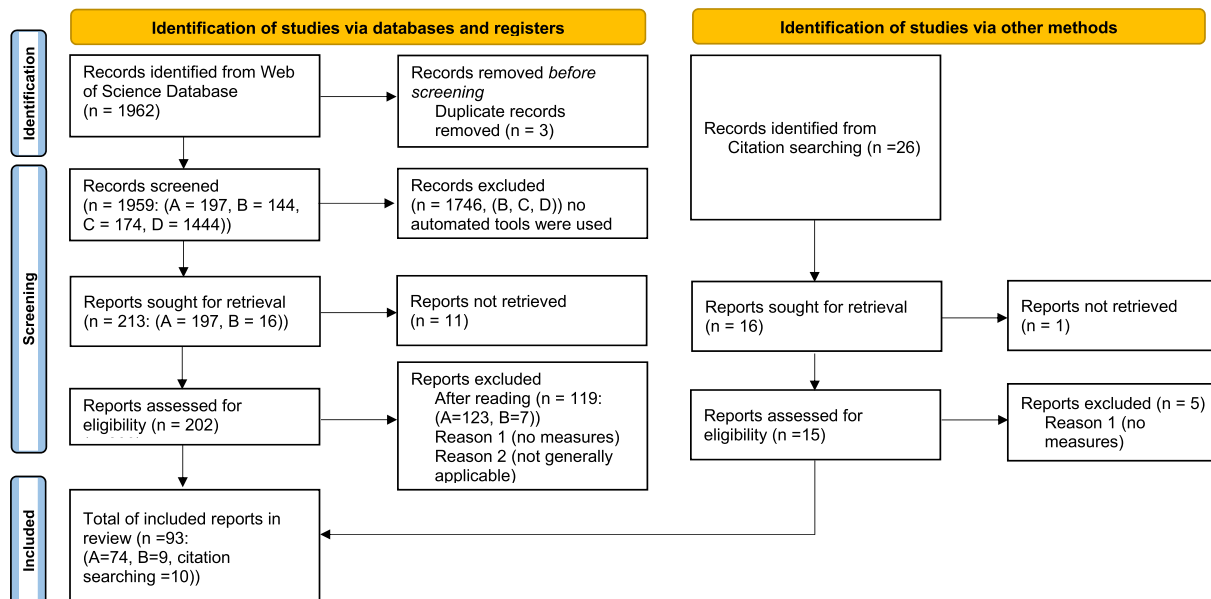 Identification of studies via databases and registers
Identification of studies via other methods
Identification
Records identified from Web
of Science Database
(n = 1962)
Records removed before
screening
Duplicate records
removed (n = 3)
Records identified from
Citation searching (n =26)
Screening
Records screened
(n = 1959: (A = 197, B = 144,
C = 174, D = 1444))
Records excluded
(n = 1746, (B, C, D)) no
automated tools were used
Reports sought for retrieval
(n = 213: (A = 197, B = 16))
Reports not retrieved
(n = 11)
Reports sought for retrieval
(n = 16)
Reports not retrieved
(n = 1)
Reports assessed for
eligibility (n = 202)
Reports excluded
After reading (n = 119:
(A=123, B=7))
Reason 1 (no measures)
Reason 2 (not generally
applicable)
Reports assessed for
eligibility (n =15)
Reports excluded (n = 5)
Reason 1 (no
measures)
Included
Total of included reports in
review (n =93:
(A=74, B=9, citation
searching =10))